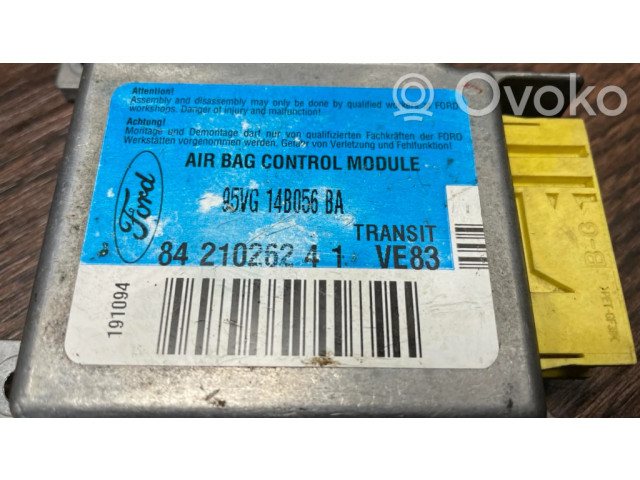 Attention!
Assembly and disassembly may only be done by qualified FORD
workshops. Danger of injury and malfunction!
Achtung!
Montage und Demontage darf nur von qualifizierten Fachkräften der FORD
Werkstätten vorgenommen werden. Gefahr von Verletzung und Fehlfunktion!
AIR BAG CONTROL MODULE
Ford
95VG 14B056 BA
TRANSIT
84 210262 4 1 VE83
191094
Ovoko